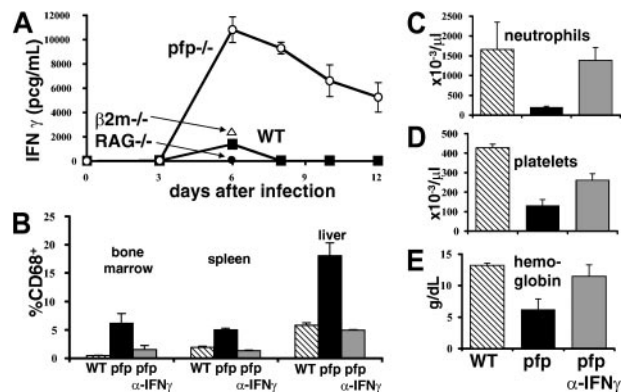 A
12000
10000
8000
6000
4000
2000
0
IFN γ (pcg/mL)
pfp-/-
β2m-/-
RAG-/-
WT
0 3 6 9 12
days after infection
B
25
20
15
10
5
0
%CD68+
bone
marrow
spleen
liver
WT pfp pfp WT pfp pfp WT pfp pfp
α-IFNγ α-IFNγ α-IFNγ
C
neutrophils
2500
2000
1500
1000
500
0
x10-3/μl
D
platelets
600
400
200
0
x10-3/μl
E
hemo-
globin
15
10
5
0
g/dL
WT pfp pfp
α-IFNγ